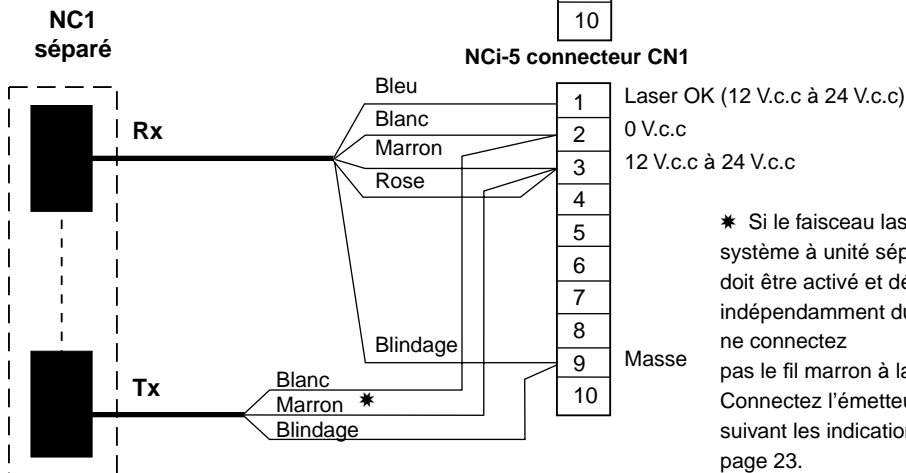 10
NC1
séparé
NCi-5 connecteur CN1
Bleu
Blanc
Marron
Rose
Rx
1
2
3
4
5
6
7
8
9
10
Laser OK (12 V.c.c à 24 V.c.c)
0 V.c.c
12 V.c.c à 24 V.c.c
Masse
Blindage
Tx
Blanc
Marron ✷
Blindage
✷ Si le faisceau las
système à unité sép
doit être activé et dé
indépendamment du
ne connectez
pas le fil marron à la
Connectez l'émetteu
suivant les indication
page 23.